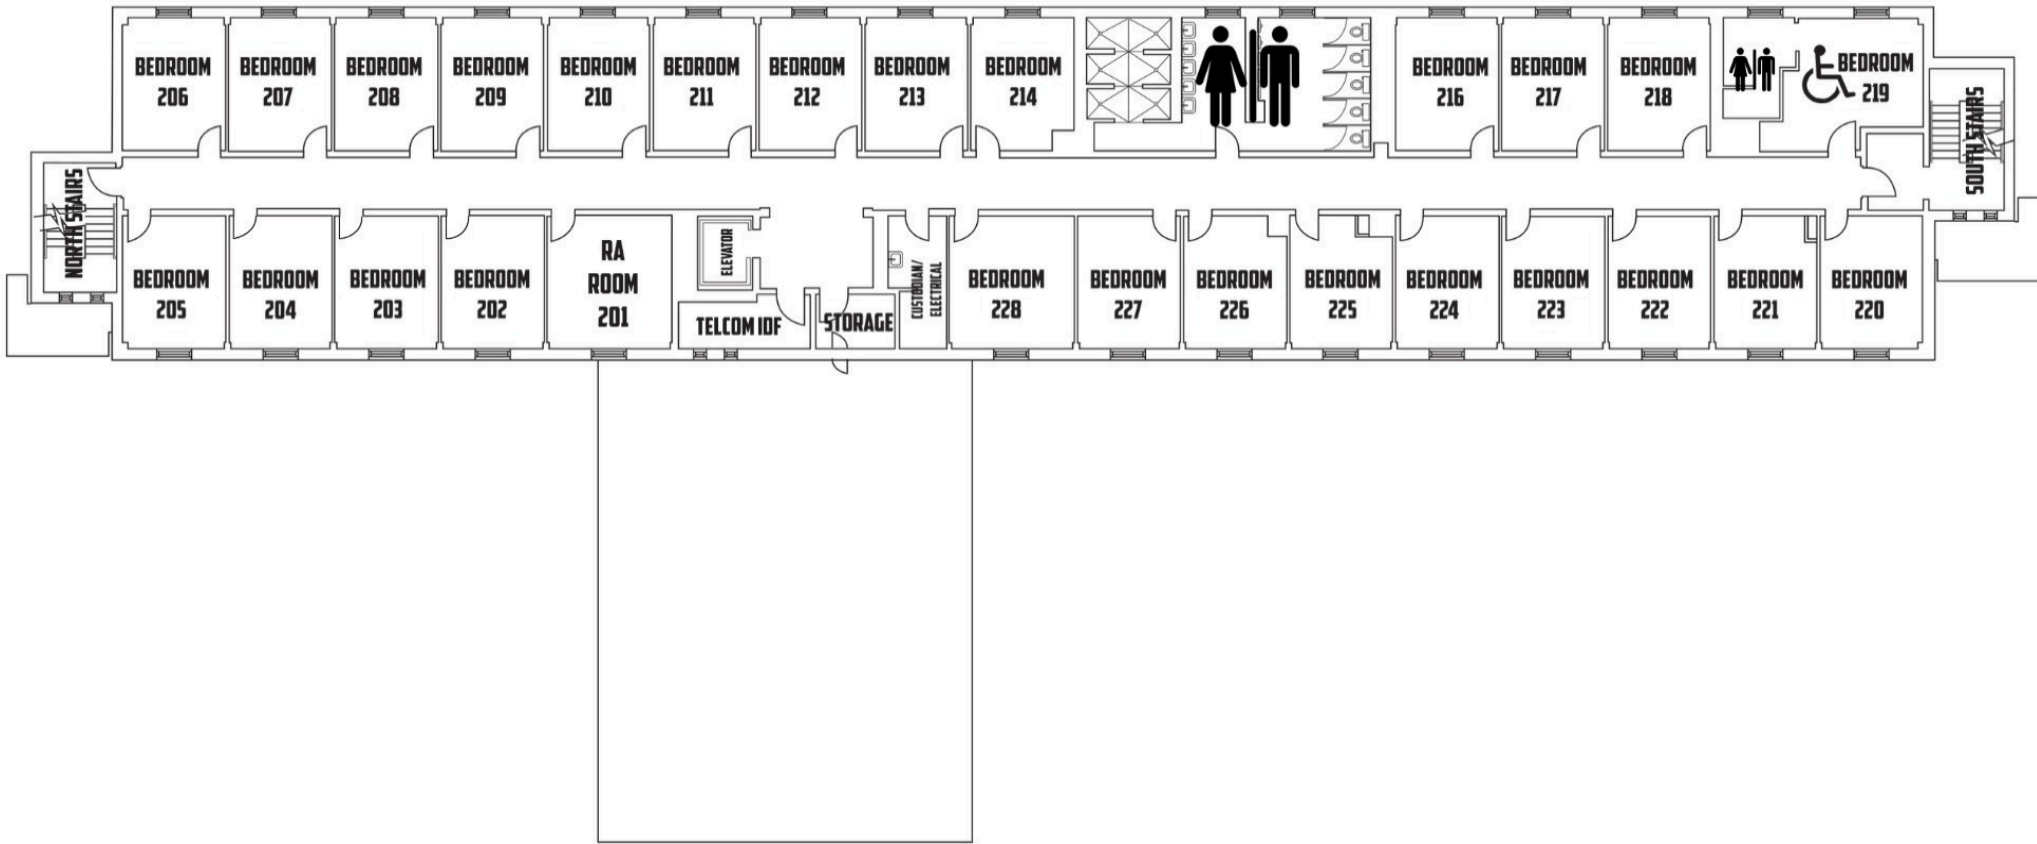 BEDROOM
206
BEDROOM
207
BEDROOM
208
BEDROOM
209
BEDROOM
210
BEDROOM
211
BEDROOM
212
BEDROOM
213
BEDROOM
214
BEDROOM
216
BEDROOM
217
BEDROOM
218
BEDROOM
219
NORTH STAIRS
SOUTH STAIRS
BEDROOM
205
BEDROOM
204
BEDROOM
203
BEDROOM
202
RA
ROOM
201
ELEVATOR
TELCOM IDF
STORAGE
CUSTODIAN/
ELECTRICAL
BEDROOM
228
BEDROOM
227
BEDROOM
226
BEDROOM
225
BEDROOM
224
BEDROOM
223
BEDROOM
222
BEDROOM
221
BEDROOM
220